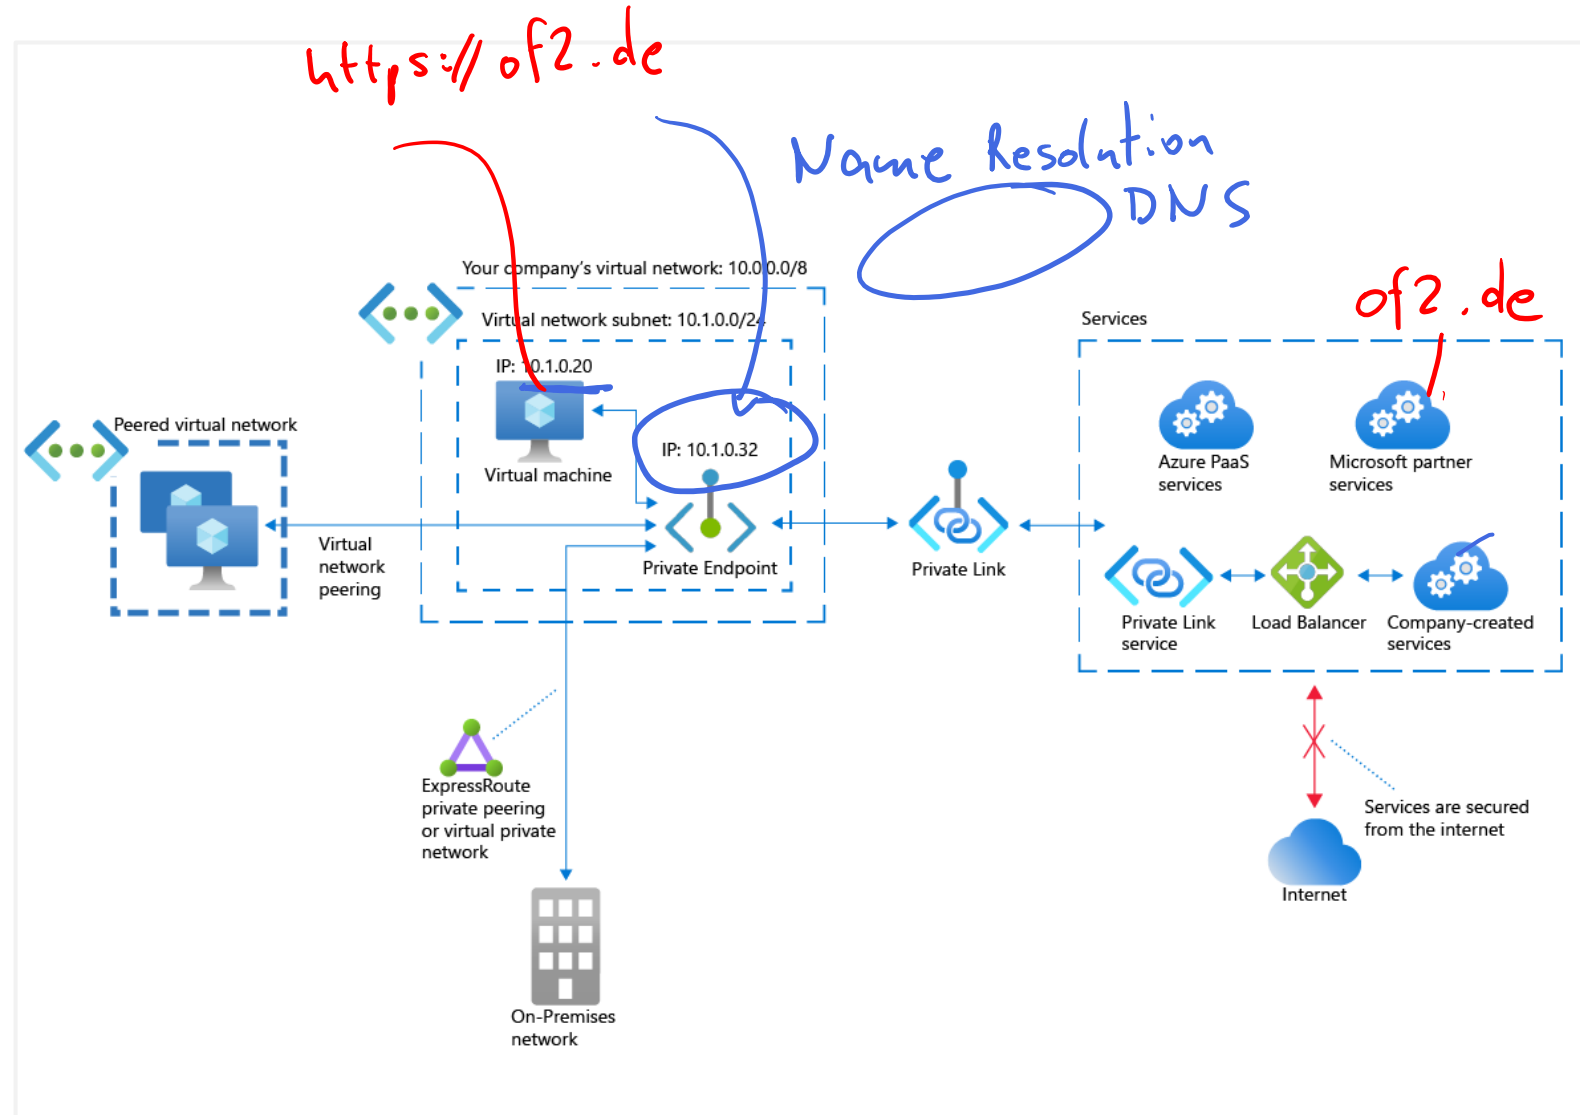 https://of2.de
Name Resolution
DNS
Your company's virtual network: 10.0.0.0/8
Virtual network subnet: 10.1.0.0/24
IP: 10.1.0.20
Virtual machine
IP: 10.1.0.32
Private Endpoint
Peered virtual network
Virtual
network
peering
Private Link
Services
of2.de
Azure PaaS
services
Microsoft partner
services
Private Link
service
Load Balancer
Company-created
services
ExpressRoute
private peering
or virtual private
network
Services are secured
from the internet
Internet
On-Premises
network